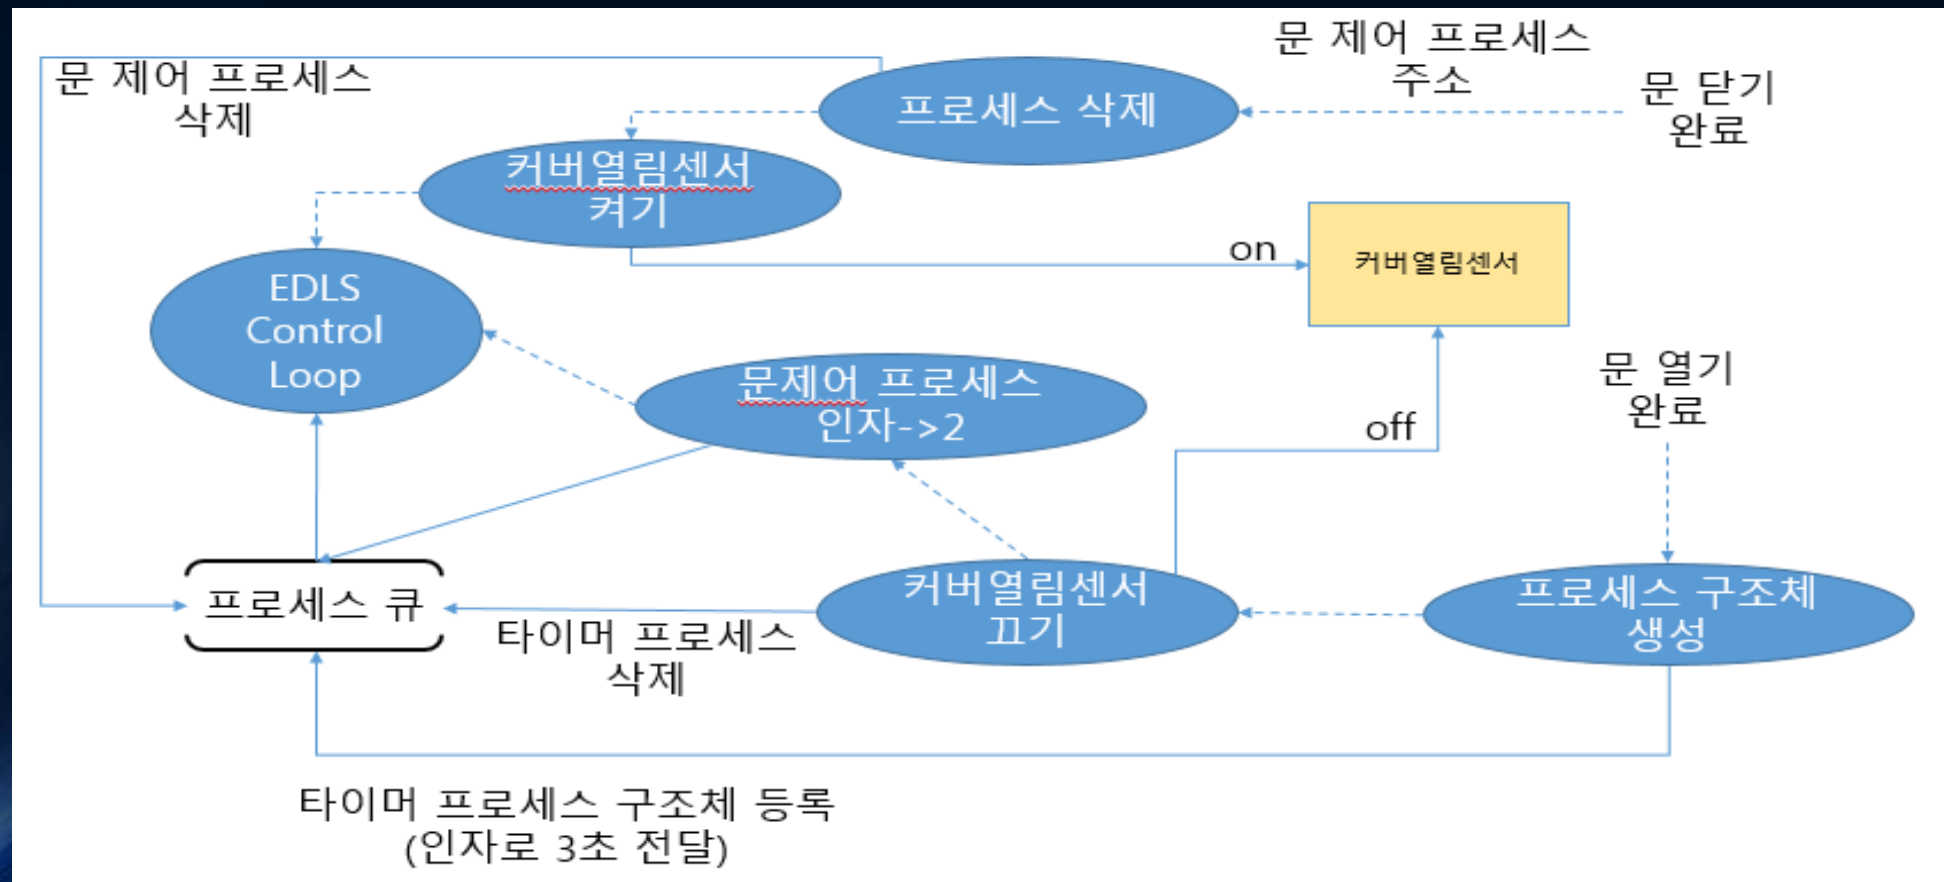 문 제어 프로세스
주소
문 닫기
완료
문 제어 프로세스
삭제
프로세스 삭제
커버열림센서
켜기
on
커버열림센서
EDLS
Control
Loop
문제어 프로세스
인자->2
off
문 열기
완료
프로세스 큐
타이머 프로세스
삭제
커버열림센서
끄기
프로세스 구조체
생성
타이머 프로세스 구조체 등록
(인자로 3초 전달)